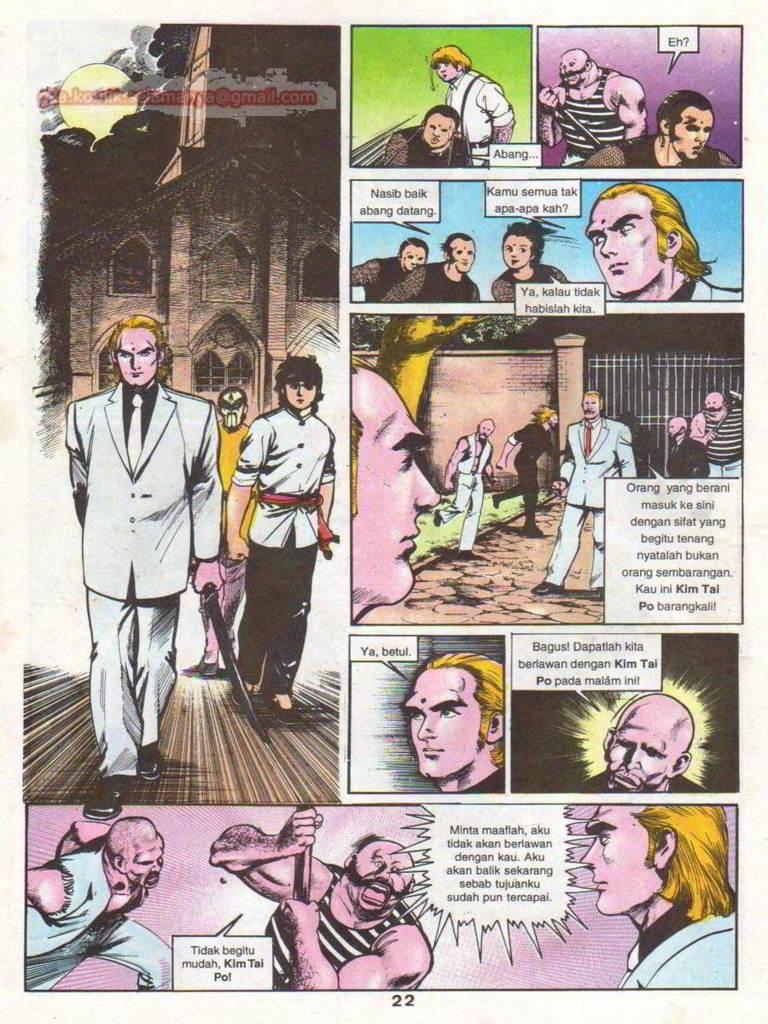 Abang...
Eh?
Nasib baik
abang datang.
Kamu semua tak
apa-apa kah?
Ya, kalau tidak
habislah kita.
Orang yang berani
masuk ke sini
dengan sifat yang
begitu tenang
nyatalah bukan
orang sembarangan.
Kau ini Kim Tai
Po barangkali!
Ya, betul.
Bagus! Dapatlah kita
berlawan dengan Kim Tai
Po pada malam ini!
Tidak begitu
mudah, Kim Tai
Po!
Minta maaflah, aku
tidak akan berlawan
dengan kau. Aku
akan balik sekarang
sebab tujuanku
sudah pun tercapai.
22